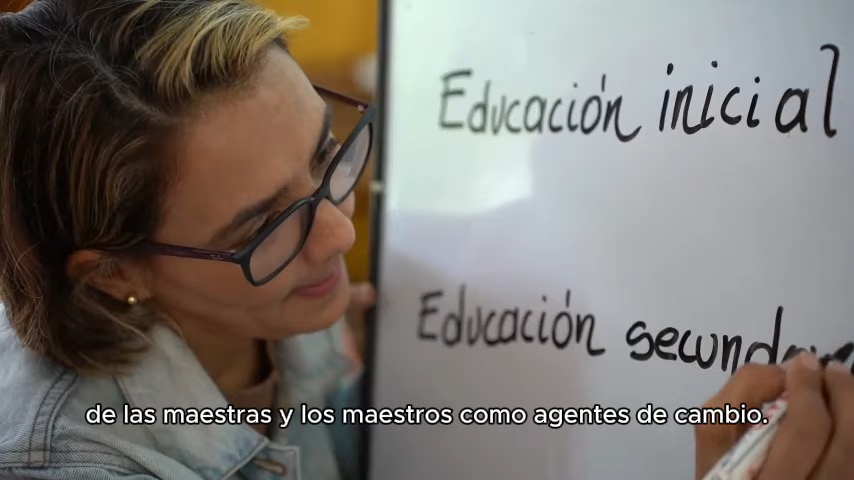 Educación inicial
Educación
de las maestras y los maestros como agentes de cambio.